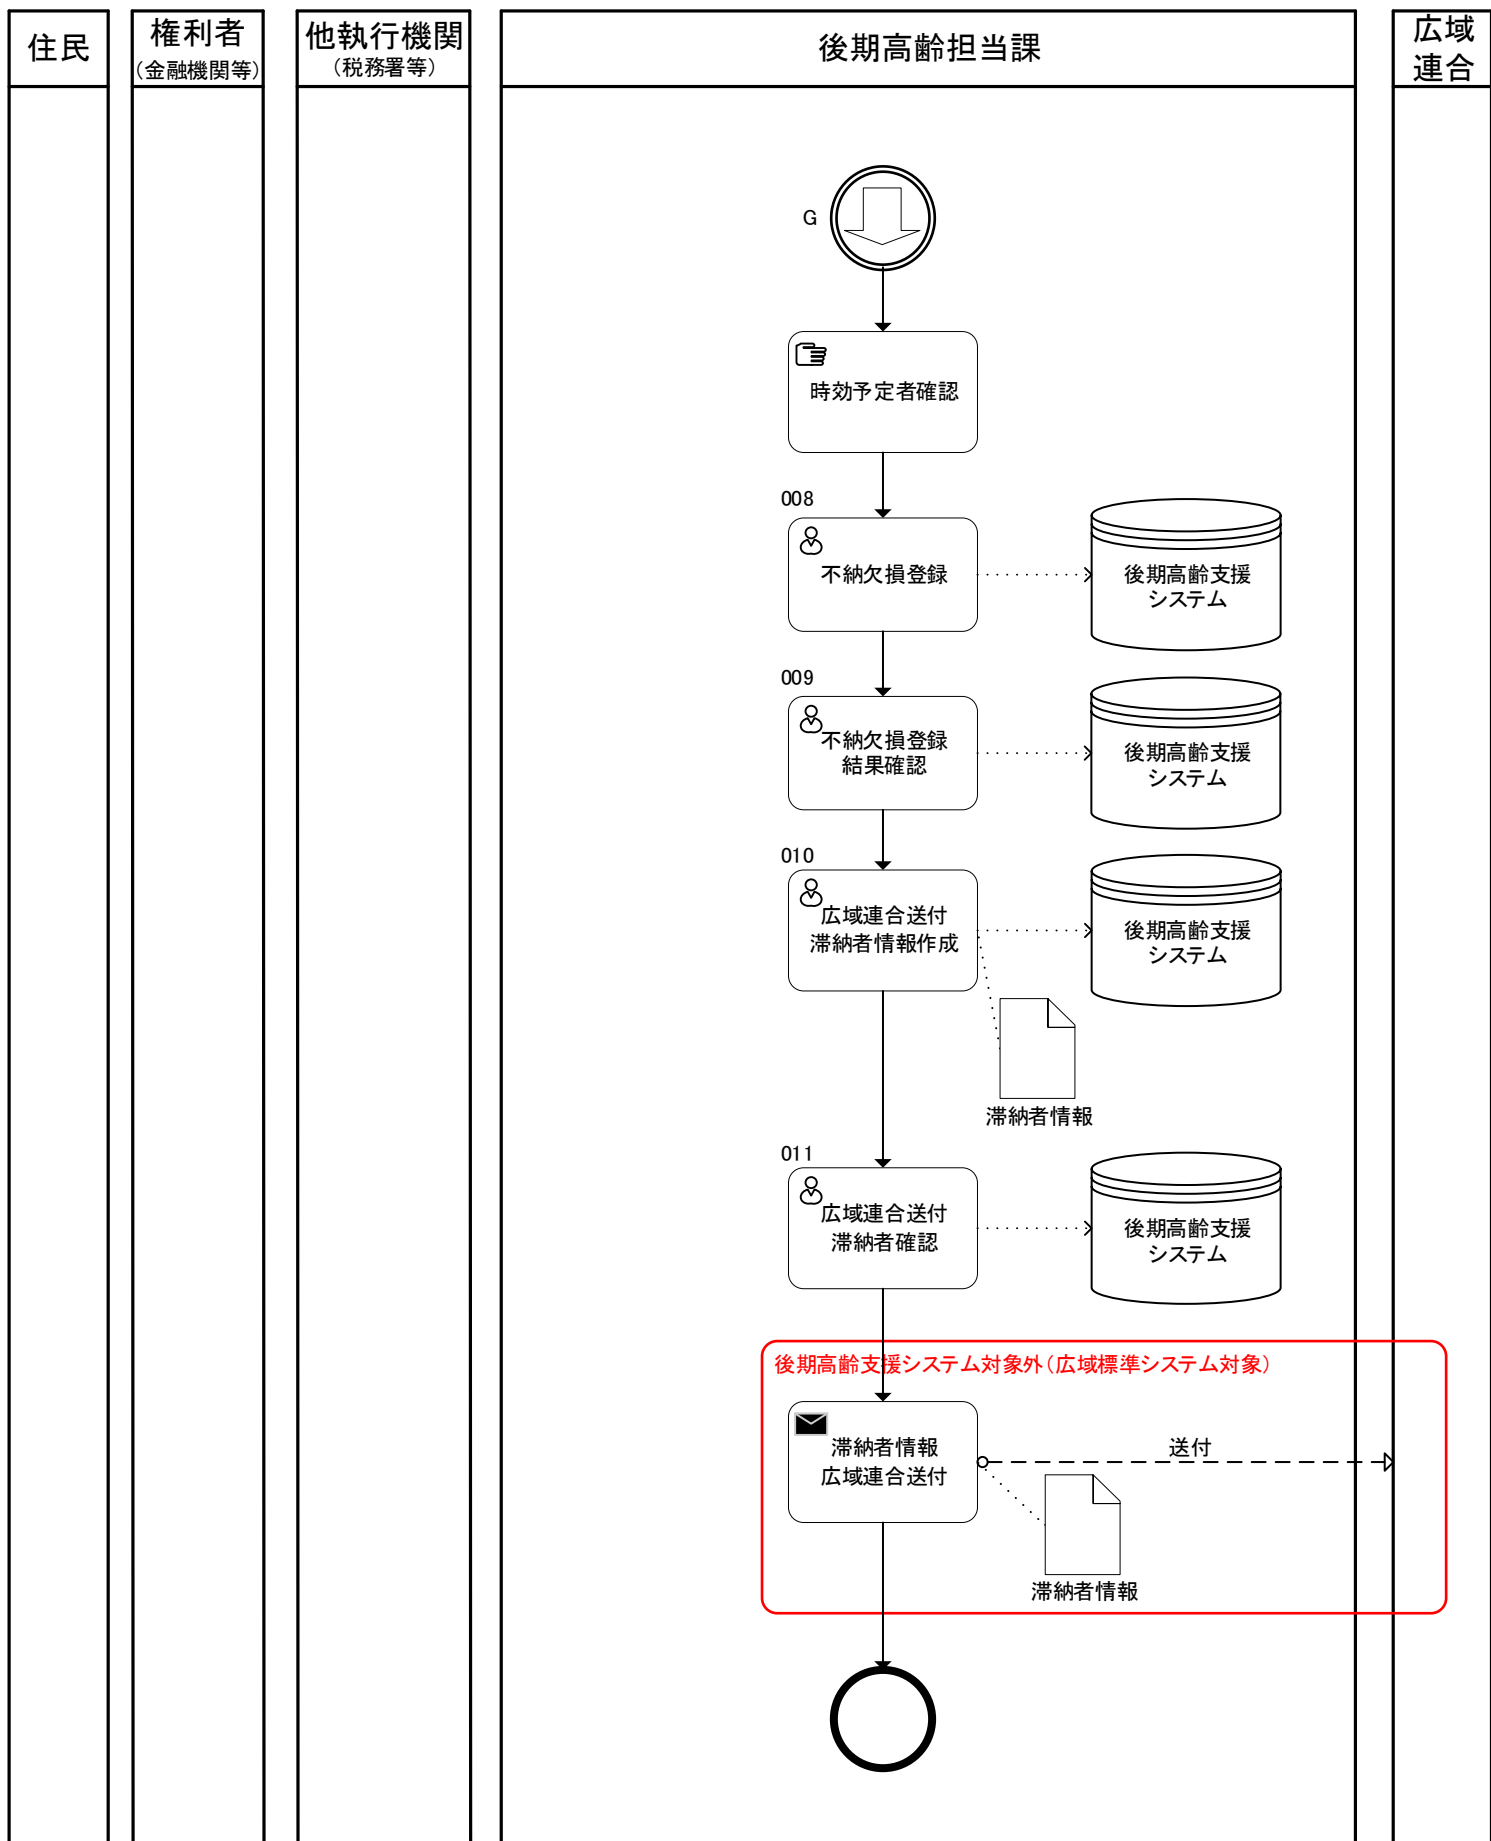 住民
権利者
（金融機関等）
他執行機関
（税務署等）
後期高齢担当課
広域
連合
G
時効予定者確認
008
不納欠損登録
後期高齢支援
システム
009
不納欠損登録
結果確認
後期高齢支援
システム
010
広域連合送付
滞納者情報作成
後期高齢支援
システム
滞納者情報
011
広域連合送付
滞納者確認
後期高齢支援
システム
後期高齢支援システム対象外（広域標準システム対象）
滞納者情報
広域連合送付
送付
滞納者情報